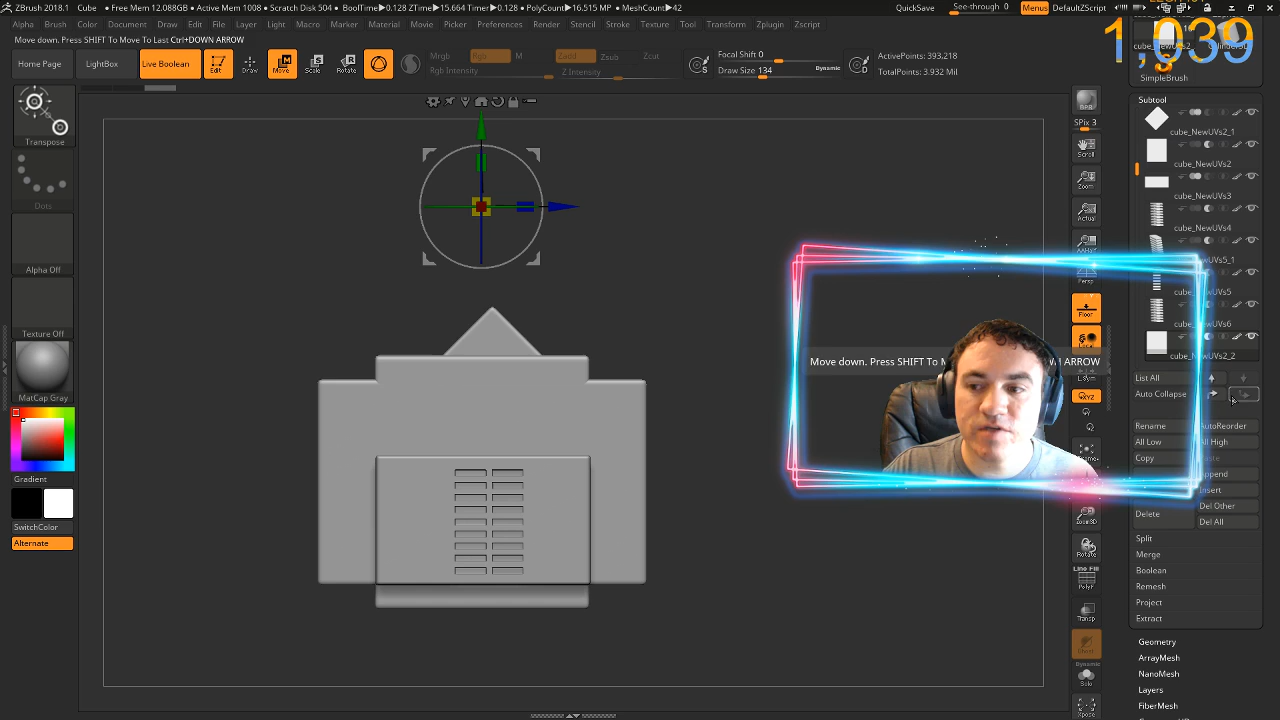 ZBrush 2018.1 Cube • Free Mem 12.088GB • Active Mem 1008 • Scratch Disk 504 • BoolTime▶0.128 ZTime▶15.664 Timer▶0.128 • PolyCount▶16.515 MP • MeshCount▶42
QuickSave See-through 0 Menus DefaultZScript
Alpha Brush Color Document Draw Edit File Layer Light Macro Marker Material Movie Picker Preferences Render Stencil Stroke Texture Tool Transform Zplugin Zscript
Move down. Press SHIFT To Move To Last Ctrl+DOWN ARROW
1,039
Home Page LightBox Live Boolean Edit Draw Move Scale Rotate
Mrgb Rgb M
Rgb Intensity
Zadd Zsub Zcut
Z Intensity
Focal Shift 0
Draw Size 134 Dynamic
ActivePoints: 393,218
TotalPoints: 3.932 Mil
SimpleBrush
Transpose
Dots
Alpha Off
Texture Off
MatCap Gray
Gradient
SwitchColor
Alternate
BPR
SPix 3
Scroll
Zoom
Actual
Persp
Floor
L.Sym
XYZ
Zoom3D
Rotate
Line Fill
PolyF
Transp
Dynamic
Solo
Xpose
Subtool
cube_NewUVs2_1
cube_NewUVs2
cube_NewUVs3
cube_NewUVs4
cube_NewUVs5
cube_NewUVs6
cube_NewUVs2_2
Move down. Press SHIFT To M
ARROW
List All
Auto Collapse
Rename AutoReorder
All Low All High
Copy
Insert
Delete Del Other
Del All
Split
Merge
Boolean
Remesh
Project
Extract
Geometry
ArrayMesh
NanoMesh
Layers
FiberMesh